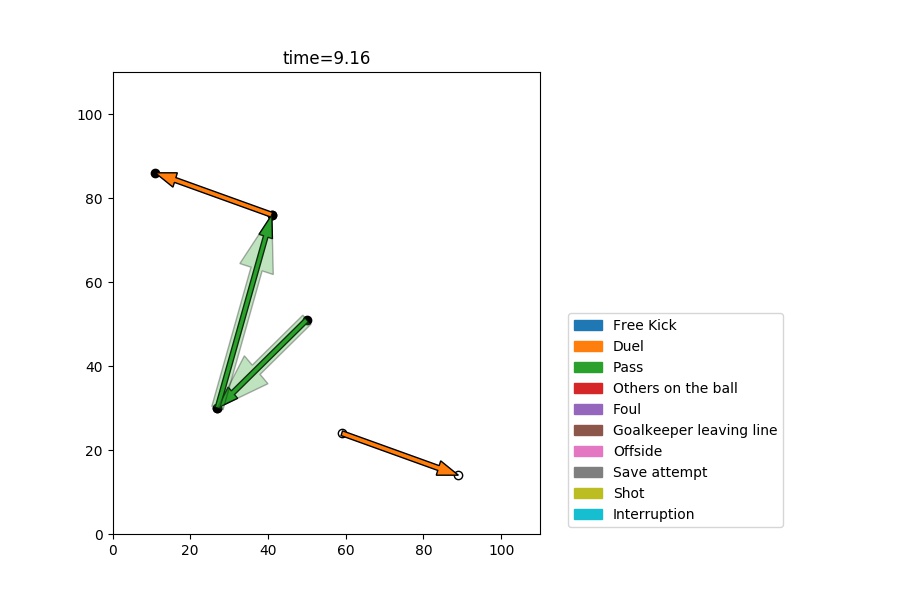 time=9.16
100
80
60
40
20
0
0 20 40 60 80 100
Free Kick
Duel
Pass
Others on the ball
Foul
Goalkeeper leaving line
Offside
Save attempt
Shot
Interruption